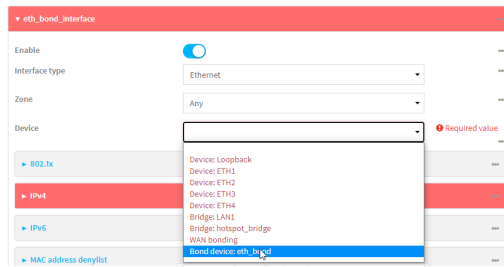 eth_bond_interface
Enable
Interface type
Ethernet
Zone
Any
Device
Required value
Device: Loopback
Device: ETH1
Device: ETH2
Device: ETH3
Device: ETH4
Bridge: LAN1
Bridge: hotspot_bridge
WAN bonding
Bond device: eth_bond
802.1x
IPv4
IPv6
MAC address denylist